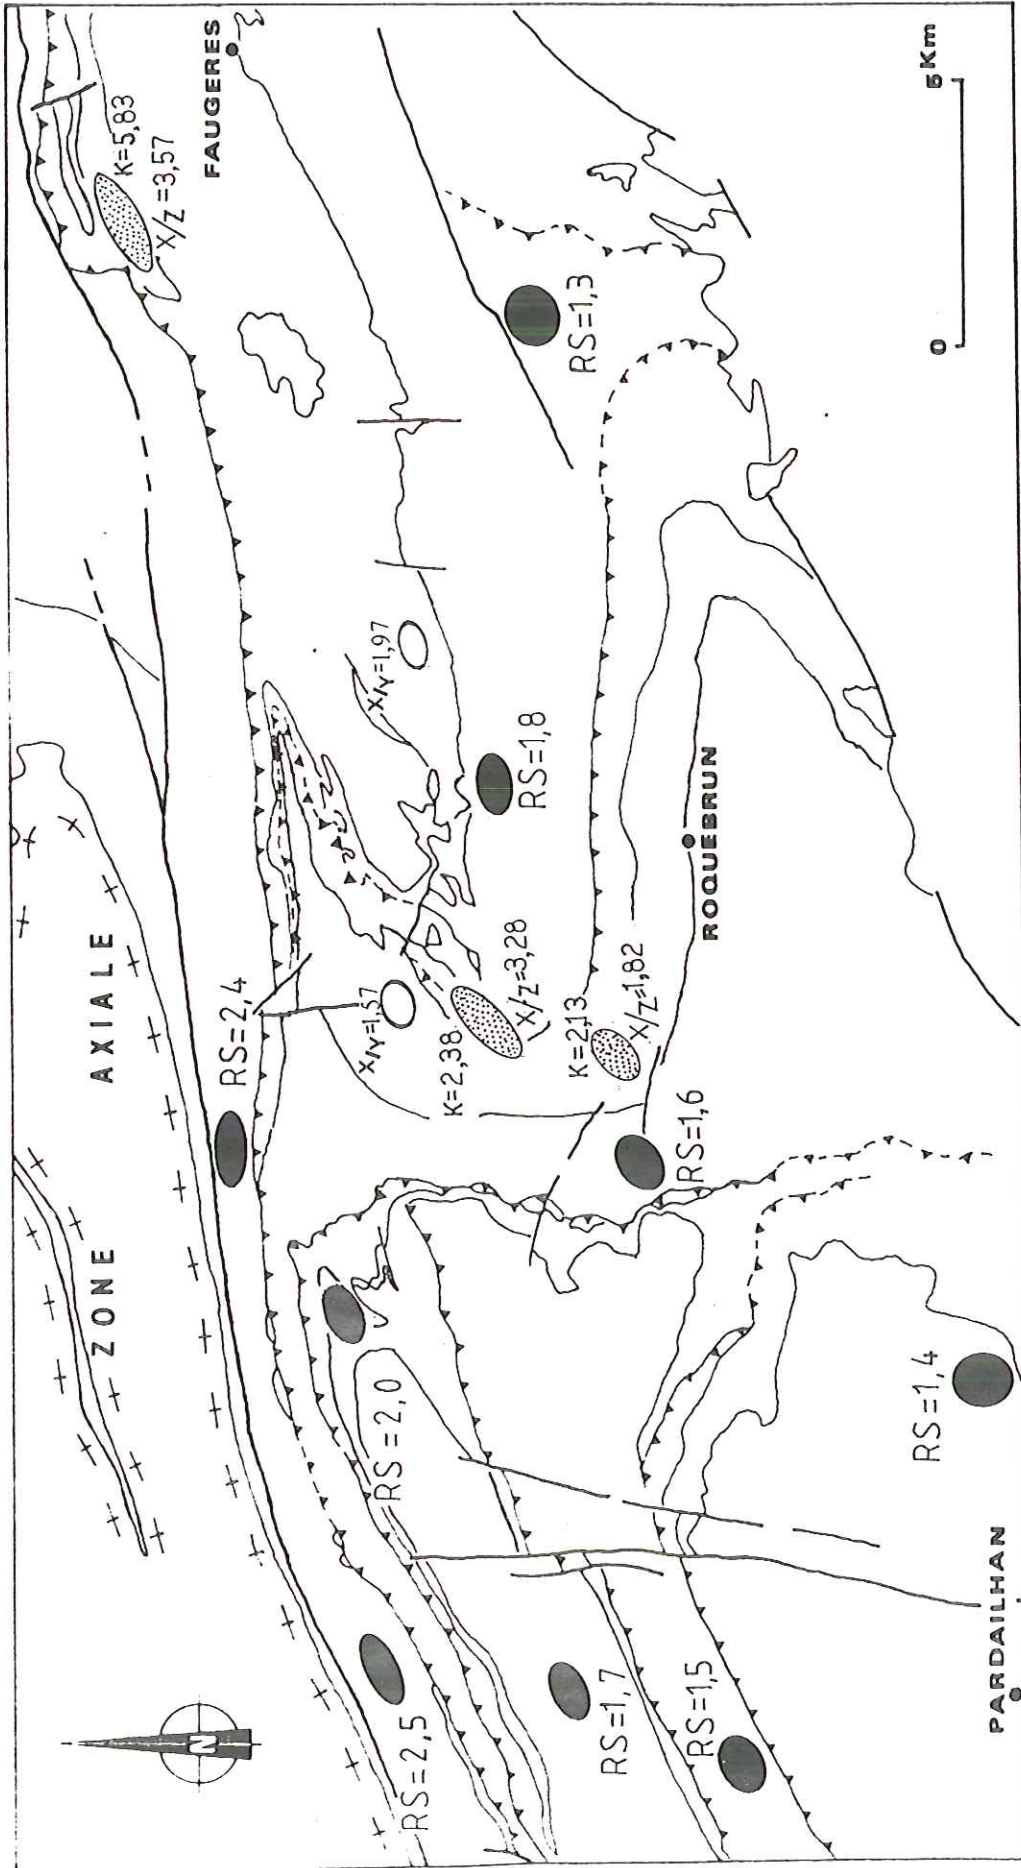 ZONE AXIALE
N
K=5,83
X/Z=3,57
FAUGERES
RS=2,4
X/Y=1,97
X/Y=1,57
RS=1,3
RS=1,8
K=2,38
X/Z=3,28
K=2,13
X/Z=1,82
RS=2,0
RS=2,5
RS=1,6
ROQUEBRUN
RS=1,7
RS=1,5
RS=1,4
PARDAILHAN
0 5 Km